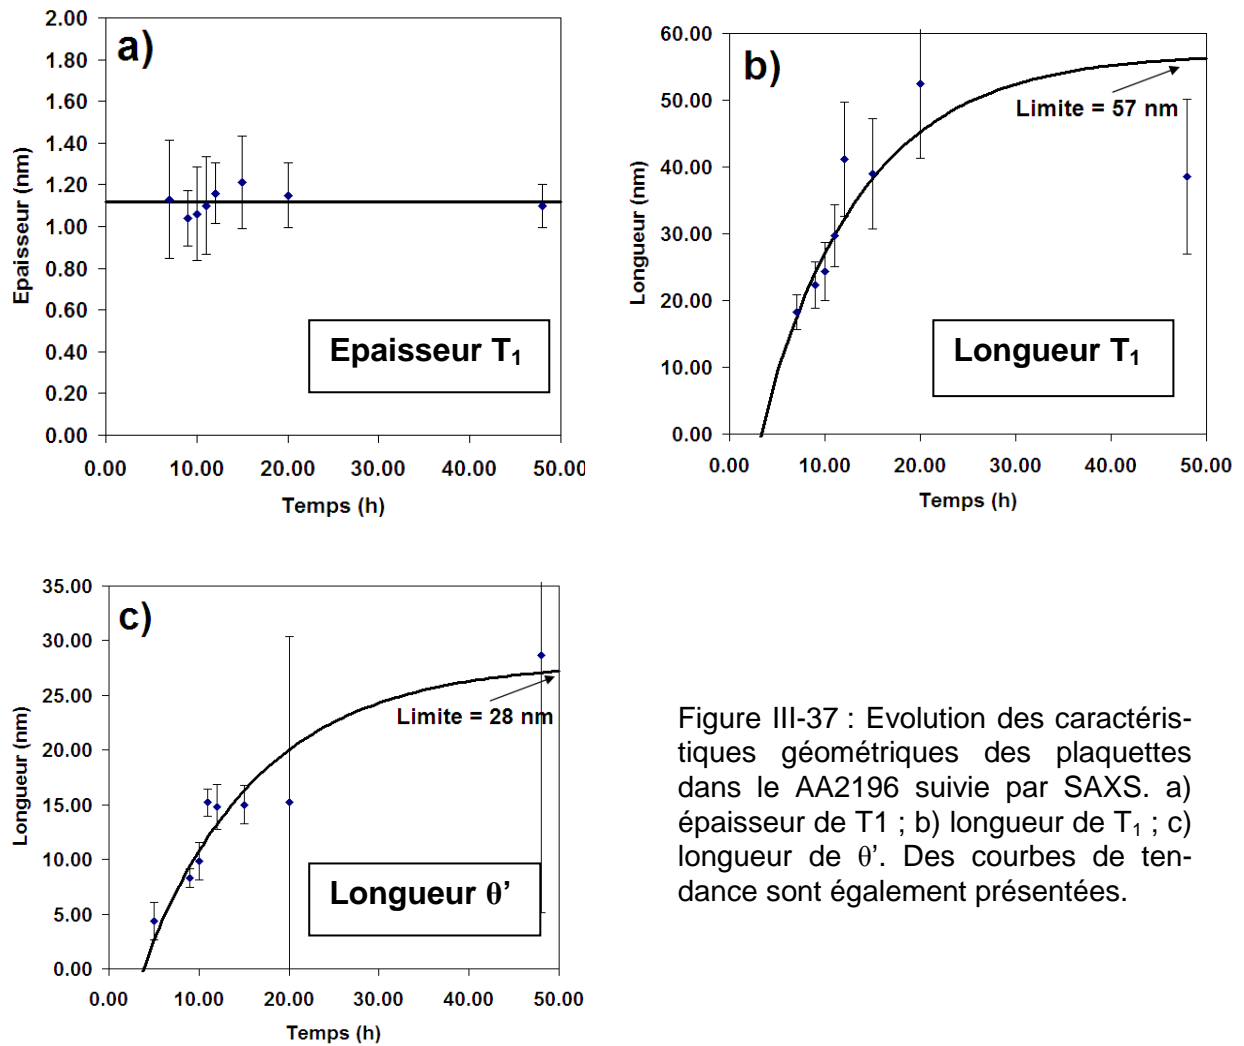 a)
2.00
1.80
1.60
1.40
1.20
1.00
0.80
0.60
0.40
0.20
0.00
Epaisseur (nm)
Epaisseur T₁
0.00 10.00 20.00 30.00 40.00 50.00
Temps (h)
b)
60.00
50.00
40.00
30.00
20.00
10.00
0.00
Longueur (nm)
Limite = 57 nm
Longueur T₁
0.00 10.00 20.00 30.00 40.00 50.00
Temps (h)
c)
35.00
30.00
25.00
20.00
15.00
10.00
5.00
0.00
Longueur (nm)
Limite = 28 nm
Longueur θ’
0.00 10.00 20.00 30.00 40.00 50.00
Temps (h)
Figure III-37 : Evolution des caractéris-
tiques géométriques des plaquettes
dans le AA2196 suivie par SAXS. a)
épaisseur de T1 ; b) longueur de T₁ ; c)
longueur de θ’. Des courbes de ten-
dance sont également présentées.